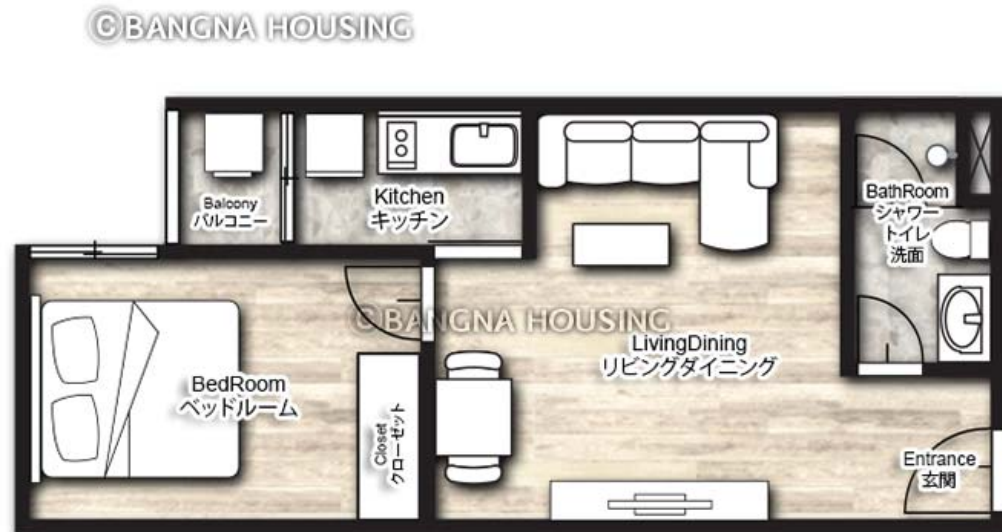 ©BANGNA HOUSING
Balcony
バルコニー
Kitchen
キッチン
BathRoom
シャワー
トイレ
洗面
©BANGNA HOUSING
LivingDining
リビングダイニング
BedRoom
ベッドルーム
Closet
クローゼット
Entrance
玄関